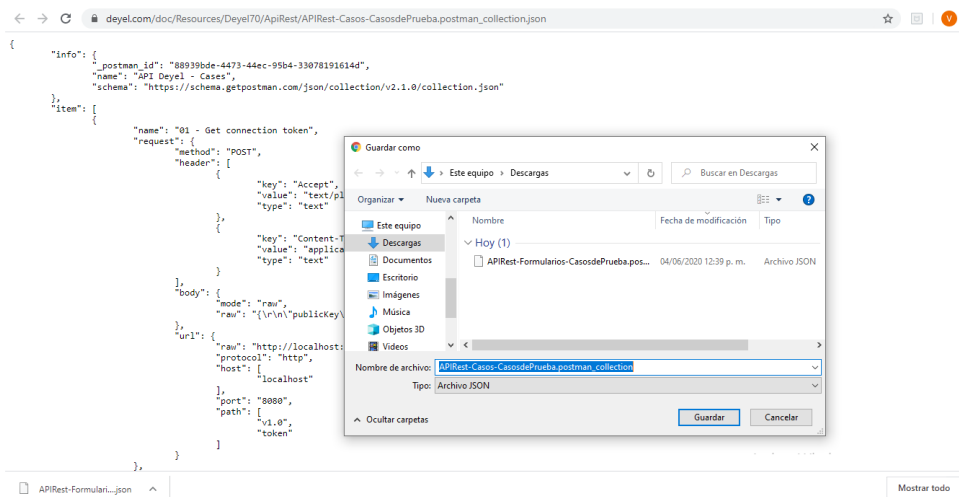 deyel.com/doc/Resources/Deyel70/ApiRest/APIRest-Casos-CasosdePrueba.postman_collection.json
V
{
"info": {
"_postman_id": "88939bde-4473-44ec-95b4-33078191614d",
"name": "API Deyel - Cases",
"schema": "https://schema.getpostman.com/json/collection/v2.1.0/collection.json"
},
"item": [
{
"name": "01 - Get connection token",
"request": {
"method": "POST",
"header": [
{
"key": "Accept",
"value": "text/pl
"type": "text"
},
{
"key": "Content-T
"value": "applica
"type": "text"
}
],
"body": {
"mode": "raw",
"raw": "{\r\n\"publicKey\
},
"url": {
"raw": "http://localhost:
"protocol": "http",
"host": [
"localhost"
],
"port": "8080",
"path": [
"v1.0",
"token"
]
}
},
Guardar como
Este equipo > Descargas
Buscar en Descargas
Organizar
Nueva carpeta
Este equipo
Descargas
Documentos
Escritorio
Imágenes
Música
Objetos 3D
Videos
Nombre Fecha de modificación Tipo
Hoy (1)
APIRest-Formularios-CasosdePrueba.pos... 04/06/2020 12:39 p. m. Archivo JSON
Nombre de archivo: APIRest-Casos-CasosdePrueba.postman_collection
Tipo: Archivo JSON
Ocultar carpetas
Guardar
Cancelar
APIRest-Formulari....json
Mostrar todo